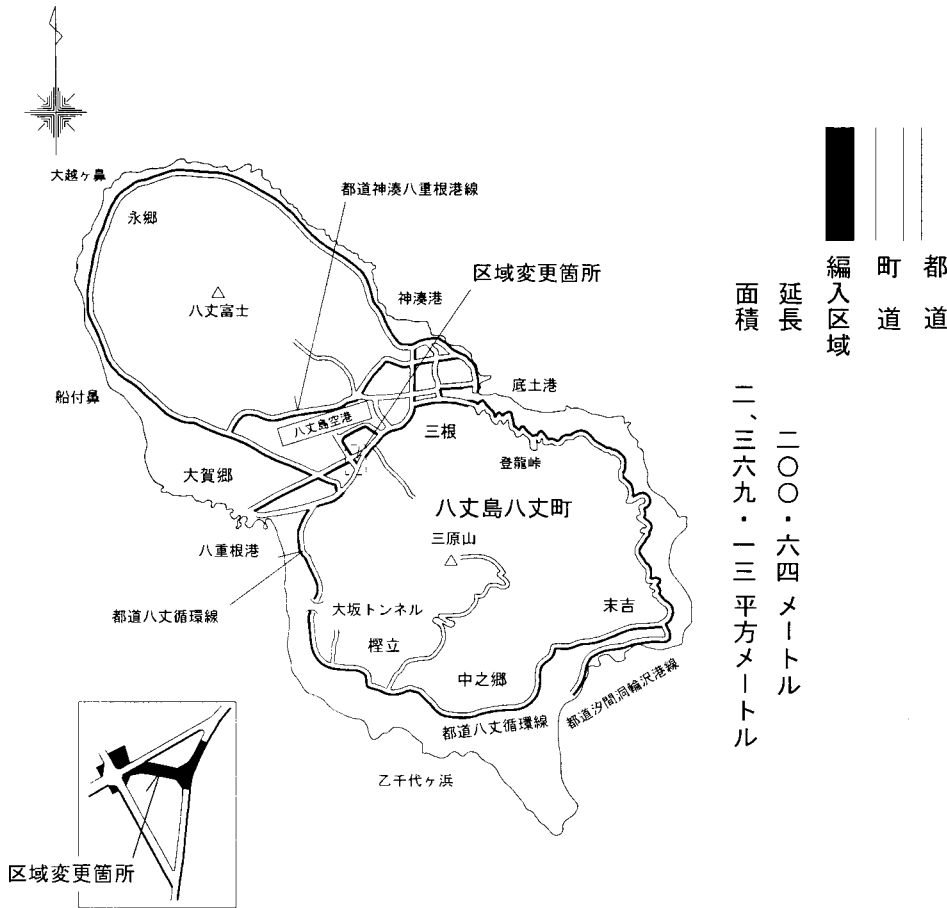 都道
町道
編入区域
延長 二〇〇・六四メートル
面積 二、三六九・一三平方メートル
大越ヶ鼻
永郷
都道神湊八重根港線
区域変更箇所
神湊港
八丈富士
船付鼻
底土港
八丈島空港
三根
登龍峠
大賀郷
八丈島八丈町
三原山
八重根港
都道八丈循環線
大坂トンネル
末吉
樫立
中之郷
都道汐間洞輪沢港線
都道八丈循環線
乙千代ヶ浜
区域変更箇所